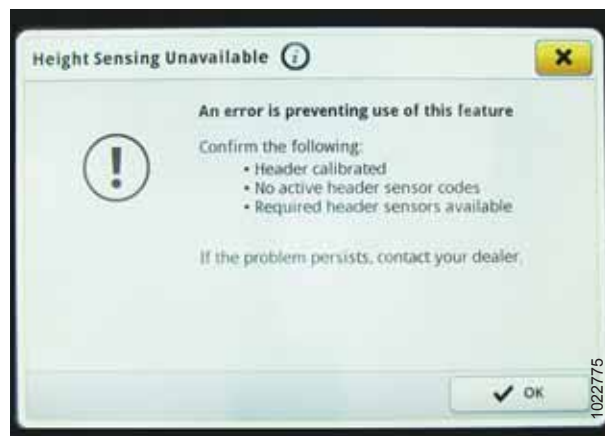 Height Sensing Unavailable
An error is preventing use of this feature
Confirm the following:
• Header calibrated
• No active header sensor codes
• Required header sensors available
If the problem persists, contact your dealer.
OK
1022775